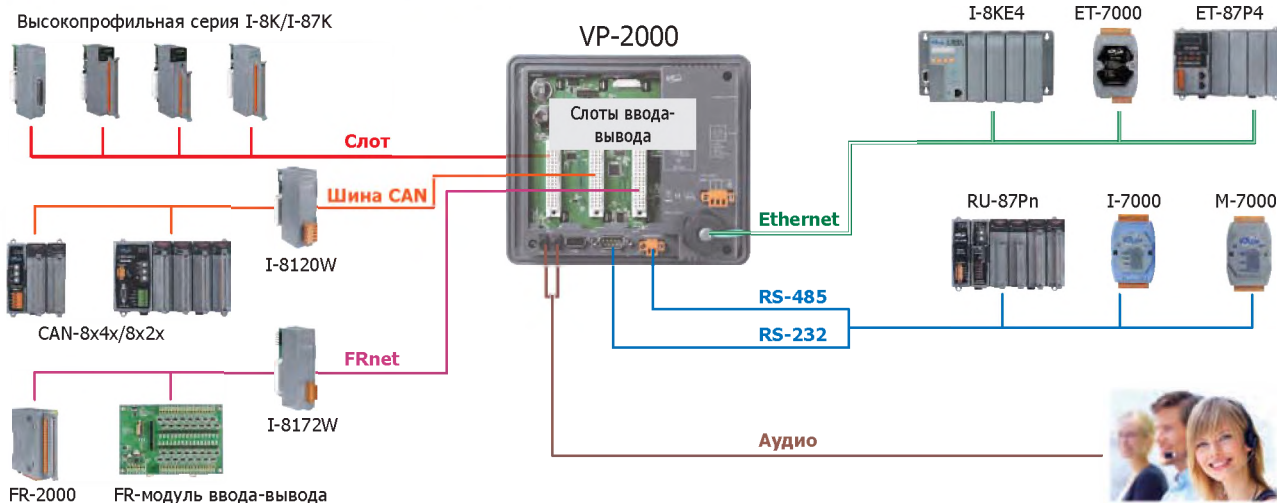 Высокопрофильная серия I-8K/I-87K
VP-2000
I-8KE4
ET-7000
ET-87P4
Слоты ввода-
вывода
Слот
Шина CAN
Ethernet
RU-87Pn
I-7000
M-7000
I-8120W
RS-485
CAN-8x4x/8x2x
RS-232
FRnet
I-8172W
Аудио
FR-2000
FR-модуль ввода-вывода